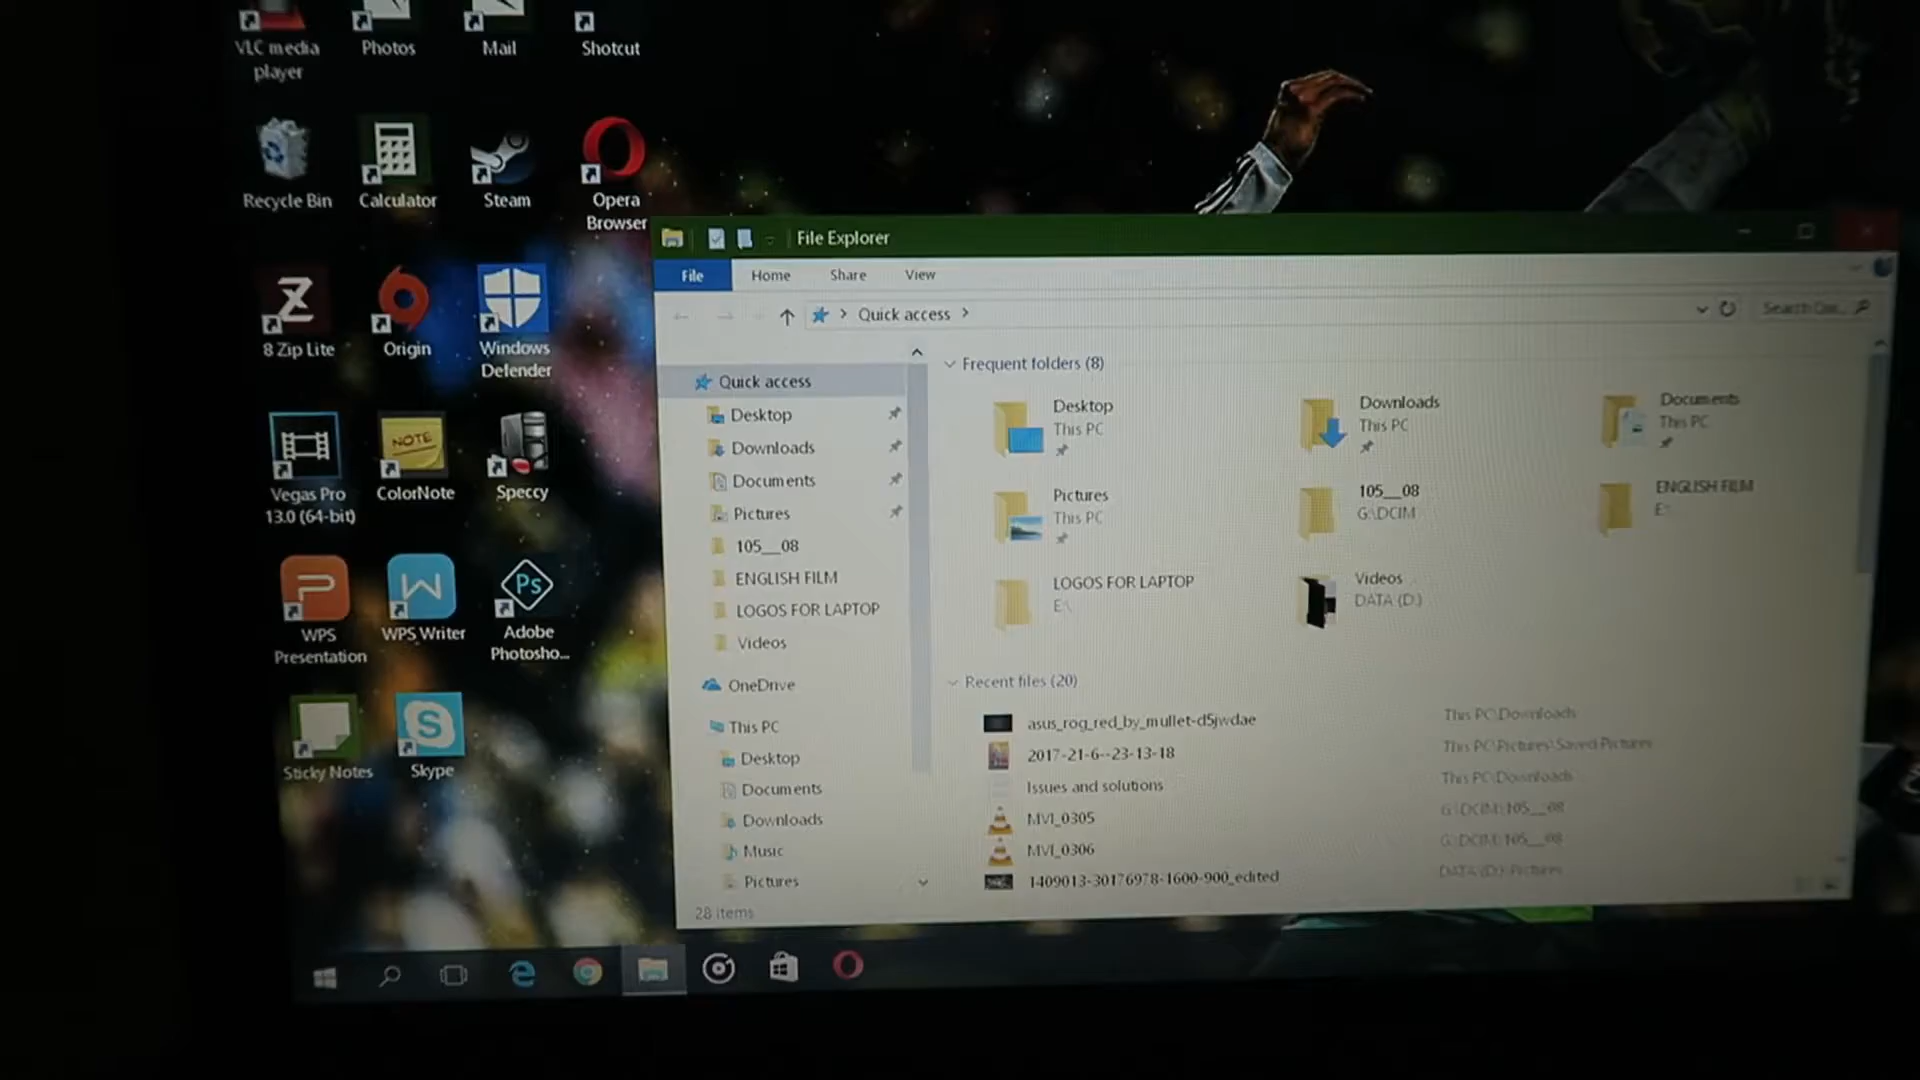 VLC media
player
Photos
Mail
Shotcut
Recycle Bin
Calculator
Steam
Opera
Browser
8 Zip Lite
Origin
Windows
Defender
Vegas Pro
13.0 (64-bit)
NOTE
ColorNote
Speccy
WPS
Presentation
WPS Writer
Ps
Adobe
Photosho...
Sticky Notes
Skype
File Explorer
File
Home
Share
View
Quick access
Search
Quick access
Desktop
Downloads
Documents
Pictures
105__08
ENGLISH FILM
LOGOS FOR LAPTOP
Videos
OneDrive
This PC
Desktop
Documents
Downloads
Music
Pictures
28 items
Frequent folders (8)
Desktop
This PC
Downloads
This PC
Documents
This PC
Pictures
This PC
105__08
G:\DCIM
ENGLISH FILM
E:\
LOGOS FOR LAPTOP
E:\
Videos
DATA (D:)
Recent files (20)
asus_rog_red_by_mullet-d5jwdae
This PC\Downloads
2017-21-6--23-13-18
This PC\Pictures\Saved Pictures
Issues and solutions
This PC\Downloads
MVI_0305
G:\DCIM\105__08
MVI_0306
G:\DCIM\105__08
1409013-30176978-1600-900_edited
DATA (D:)\Pictures